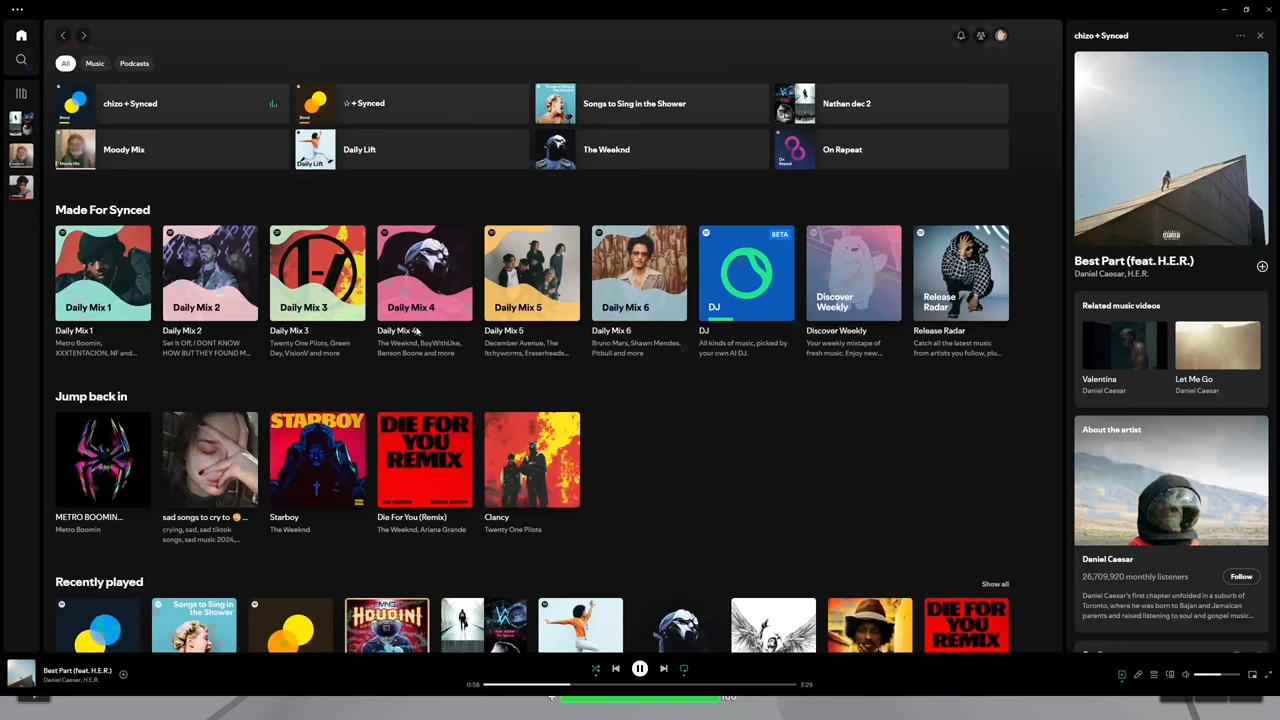 All
Music
Podcasts
chizo + Synced
☆ + Synced
Songs to Sing in the Shower
Nathan dec 2
Moody Mix
Daily Lift
The Weeknd
On Repeat
Made For Synced
Daily Mix 1
Daily Mix 2
Daily Mix 3
Daily Mix 4
Daily Mix 5
Daily Mix 6
BETA
DJ
Discover
Weekly
Release
Radar
Daily Mix 1
Metro Boomin,
XXXTENTACION, NF and...
Daily Mix 2
Set It Off, I DONT KNOW
HOW BUT THEY FOUND M...
Daily Mix 3
Twenty One Pilots, Green
Day, VisionV and more
Daily Mix 4
The Weeknd, BoyWithUke,
Benson Boone and more
Daily Mix 5
December Avenue, The
Itchyworms, Eraserheads...
Daily Mix 6
Bruno Mars, Shawn Mendes,
Pitbull and more
DJ
All kinds of music, picked by
your own AI DJ.
Discover Weekly
Your weekly mixtape of
fresh music. Enjoy new...
Release Radar
Catch all the latest music
from artists you follow, plu...
Jump back in
STARBOY
DIE FOR
YOU
REMIX
METRO BOOMIN...
Metro Boomin
sad songs to cry to 😩 ...
crying, sad, sad tiktok
songs, sad music 2024,...
Starboy
The Weeknd
Die For You (Remix)
The Weeknd, Ariana Grande
Clancy
Twenty One Pilots
Recently played
Show all
Songs to Sing in
the Shower
HOUDINI
DIE FOR
YOU
REMIX
chizo + Synced
Best Part (feat. H.E.R.)
Daniel Caesar, H.E.R.
Related music videos
Valentina
Daniel Caesar
Let Me Go
Daniel Caesar
About the artist
Daniel Caesar
26,709,920 monthly listeners
Follow
Daniel Caesar's first chapter unfolded in a suburb of
Toronto, where he was born to Bajan and Jamaican
parents and raised listening to soul and gospel music...
Best Part (feat. H.E.R.)
Daniel Caesar, H.E.R.
0:58
3:29
100